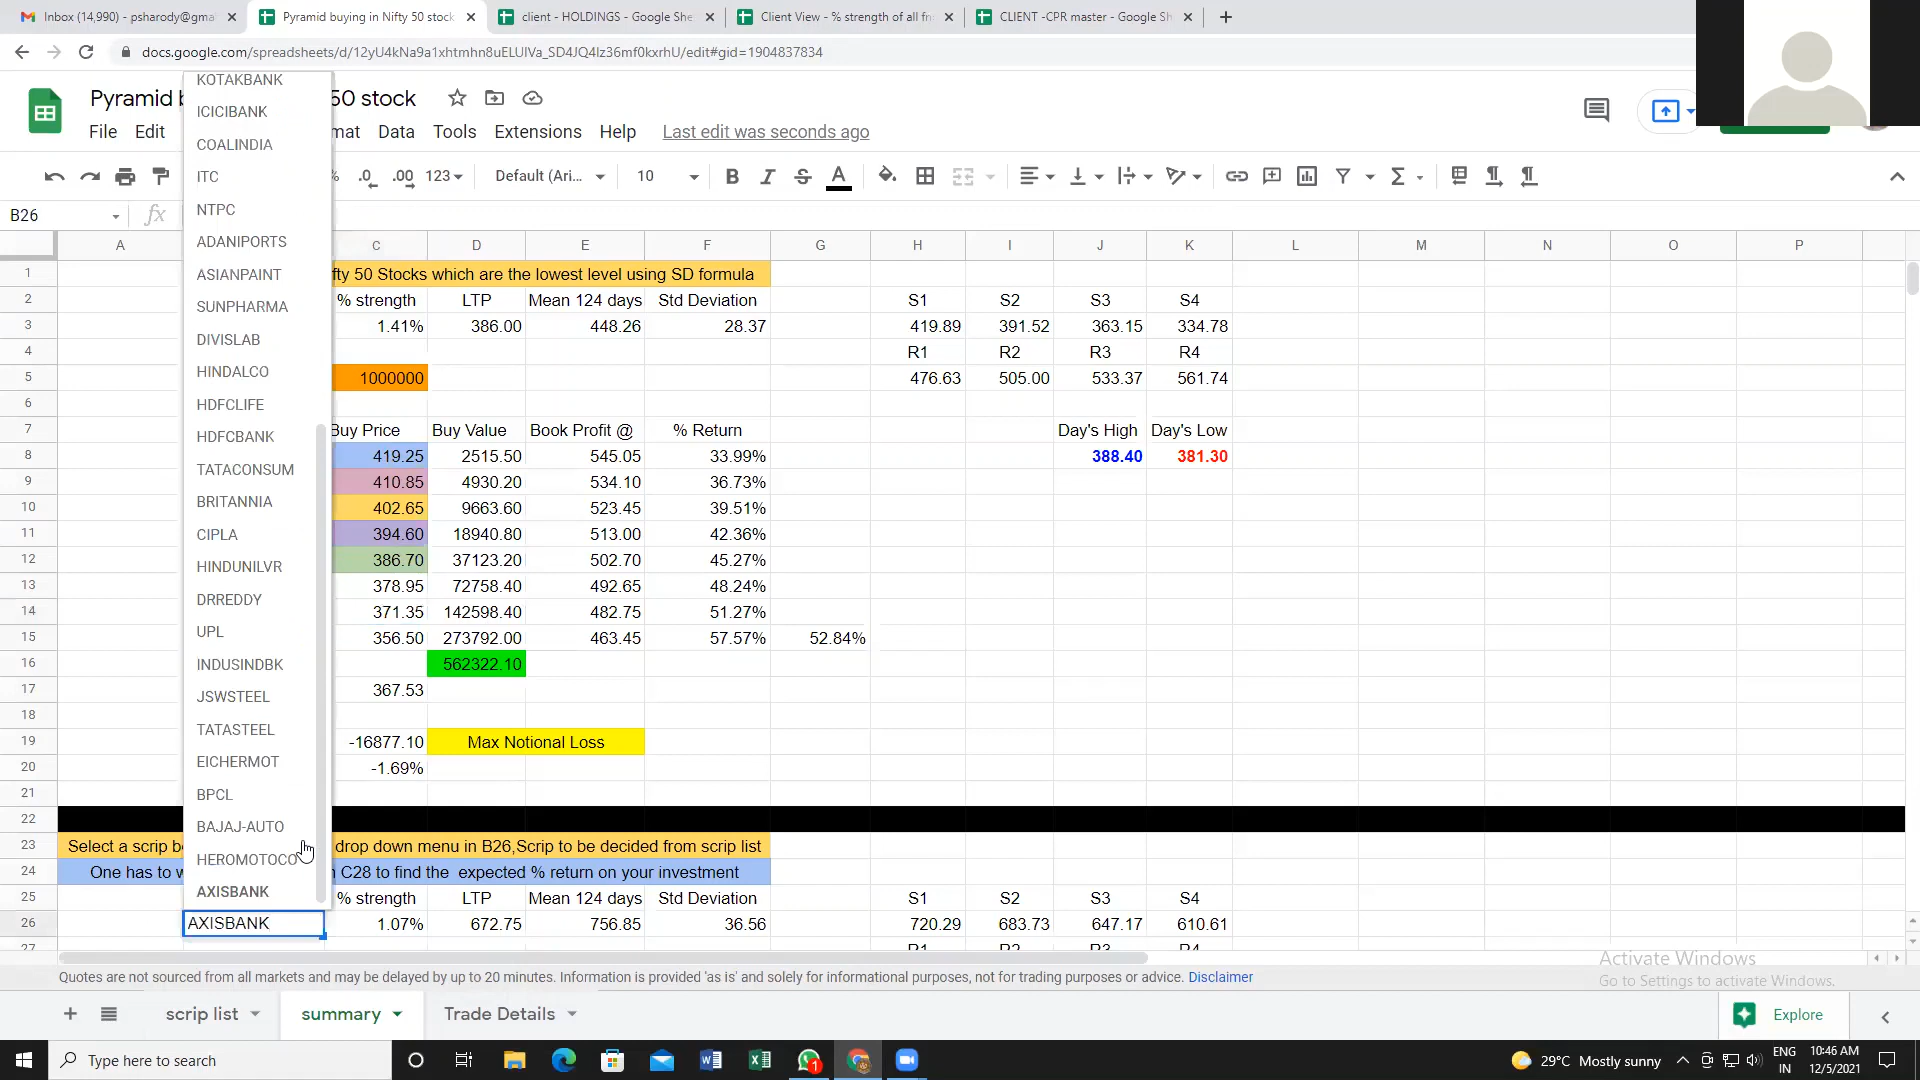 Inbox (14,990) - psharody@gma
Pyramid buying in Nifty 50 stock
client - HOLDINGS - Google She
Client View - % strength of all fn
CLIENT -CPR master - Google Sh
docs.google.com/spreadsheets/d/12yU4kNa9a1xhtmhn8uELUIVa_SD4JQ4lz36mf0kxrhU/edit#gid=1904837834
Pyramid b 50 stock
File Edit mat Data Tools Extensions Help Last edit was seconds ago
% .0 .00 123 Default (Ari... 10 B I S A
B26 fx
KOTAKBANK
ICICIBANK
COALINDIA
ITC
NTPC
ADANIPORTS
ASIANPAINT
SUNPHARMA
DIVISLAB
HINDALCO
HDFCLIFE
HDFCBANK
TATACONSUM
BRITANNIA
CIPLA
HINDUNILVR
DRREDDY
UPL
INDUSINDBK
JSWSTEEL
TATASTEEL
EICHERMOT
BPCL
BAJAJ-AUTO
HEROMOTOCO
AXISBANK
A C D E F G H I J K L M N O P
1 fty 50 Stocks which are the lowest level using SD formula
2 % strength LTP Mean 124 days Std Deviation S1 S2 S3 S4
3 1.41% 386.00 448.26 28.37 419.89 391.52 363.15 334.78
4 R1 R2 R3 R4
5 1000000 476.63 505.00 533.37 561.74
6
7 Buy Price Buy Value Book Profit @ % Return Day's High Day's Low
8 419.25 2515.50 545.05 33.99% 388.40 381.30
9 410.85 4930.20 534.10 36.73%
10 402.65 9663.60 523.45 39.51%
11 394.60 18940.80 513.00 42.36%
12 386.70 37123.20 502.70 45.27%
13 378.95 72758.40 492.65 48.24%
14 371.35 142598.40 482.75 51.27%
15 356.50 273792.00 463.45 57.57% 52.84%
16 562322.10
17 367.53
18
19 -16877.10 Max Notional Loss
20 -1.69%
21
22
23 Select a scrip b drop down menu in B26,Scrip to be decided from scrip list
24 One has to w C28 to find the expected % return on your investment
25 % strength LTP Mean 124 days Std Deviation S1 S2 S3 S4
26 AXISBANK 1.07% 672.75 756.85 36.56 720.29 683.73 647.17 610.61
27 R1 R2 R3 R4
Activate Windows
Go to Settings to activate Windows.
Quotes are not sourced from all markets and may be delayed by up to 20 minutes. Information is provided 'as is' and solely for informational purposes, not for trading purposes or advice. Disclaimer
scrip list summary Trade Details Explore
Type here to search
1
29°C Mostly sunny
ENG
IN
10:46 AM
12/5/2021